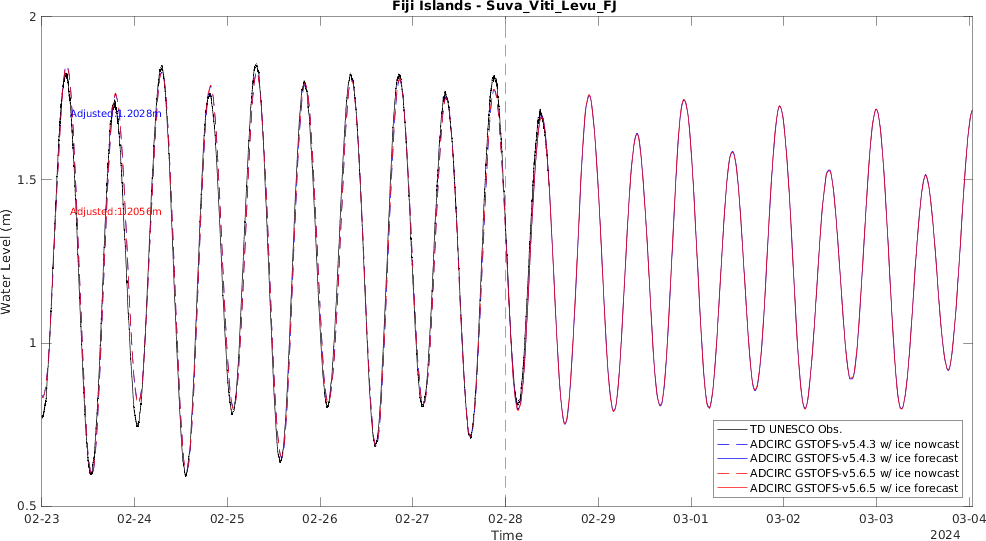 Fiji Islands - Suva_Viti_Levu_FJ
2
1.5
1
0.5
Water Level (m)
Adjusted:1.2028m
Adjusted:1.2056m
TD UNESCO Obs.
ADCIRC GSTOFS-v5.4.3 w/ ice nowcast
ADCIRC GSTOFS-v5.4.3 w/ ice forecast
ADCIRC GSTOFS-v5.6.5 w/ ice nowcast
ADCIRC GSTOFS-v5.6.5 w/ ice forecast
02-23 02-24 02-25 02-26 02-27 02-28 02-29 03-01 03-02 03-03 03-04
Time
2024